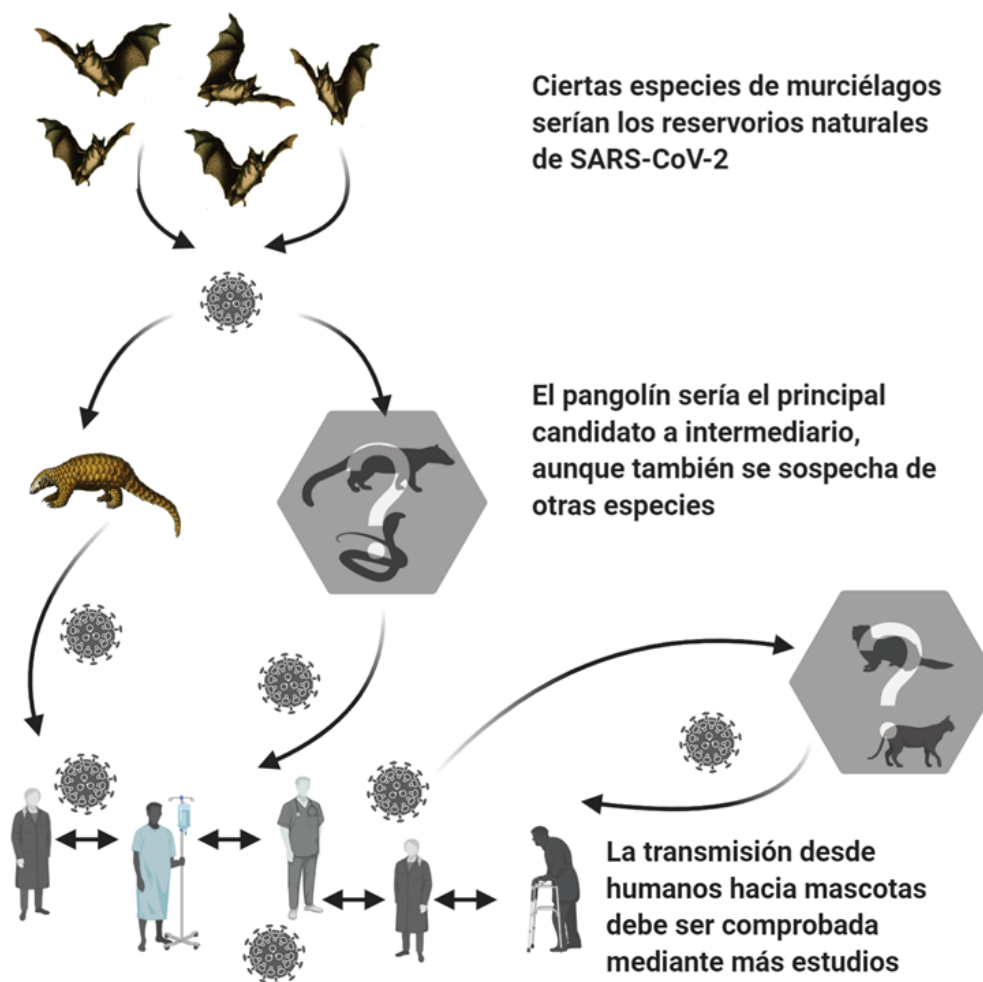 Ciertas especies de murciélagos
serían los reservorios naturales
de SARS-CoV-2
El pangolín sería el principal
candidato a intermediario,
aunque también se sospecha de
otras especies
?
?
La transmisión desde
humanos hacia mascotas
debe ser comprobada
mediante más estudios